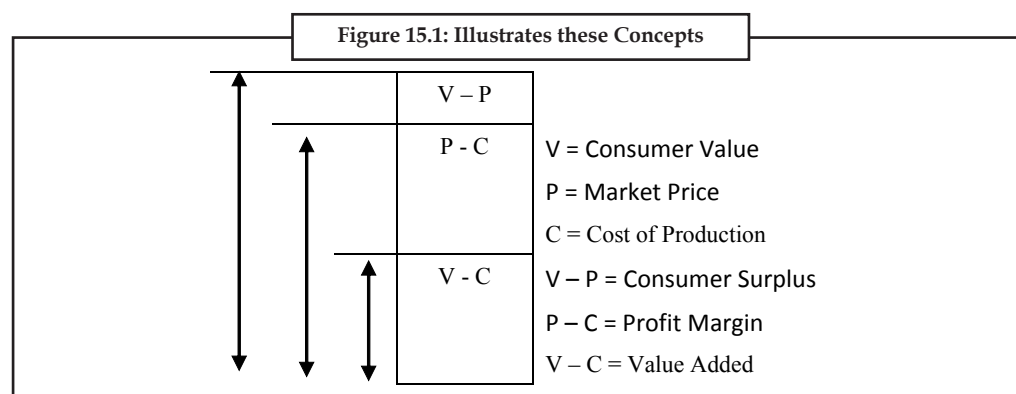 Figure 15.1: Illustrates these Concepts
V – P
P - C
V - C
V = Consumer Value
P = Market Price
C = Cost of Production
V – P = Consumer Surplus
P – C = Profit Margin
V – C = Value Added